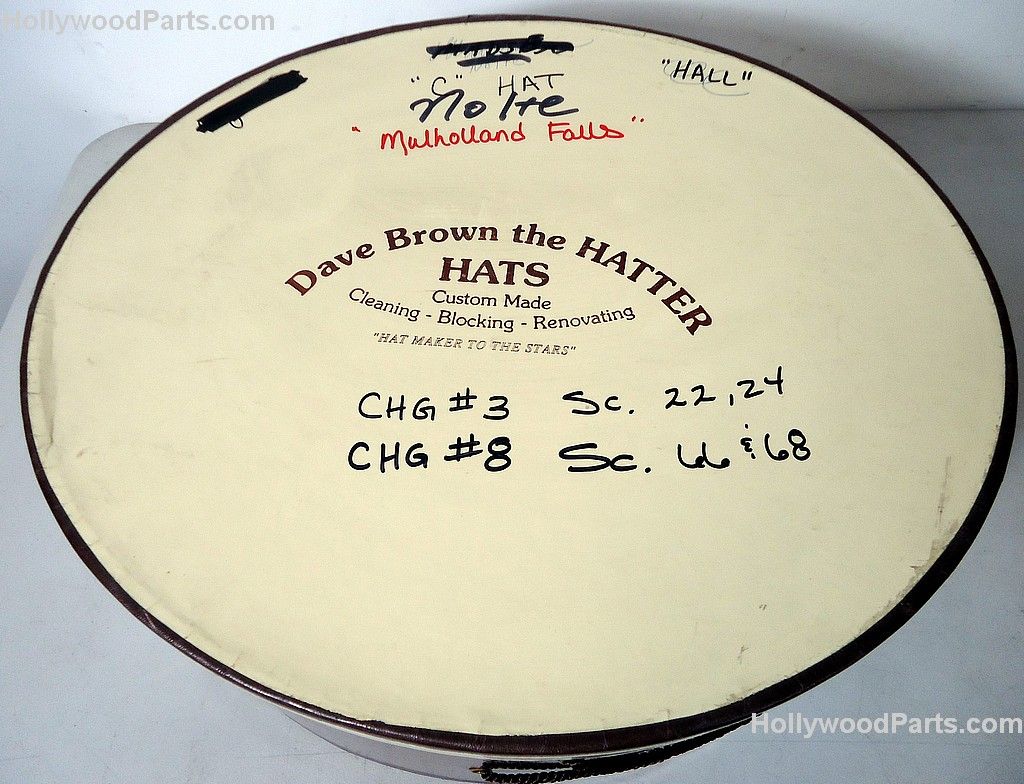 HollywoodParts.com
"HALL"
"C" HAT
Nolte
"Mulholland Falls"
Dave Brown the HATTER
HATS
Custom Made
Cleaning - Blocking - Renovating
"HAT MAKER TO THE STARS"
CHG #3 Sc. 22, 24
CHG #8 Sc. 66 & 68
HollywoodParts.com